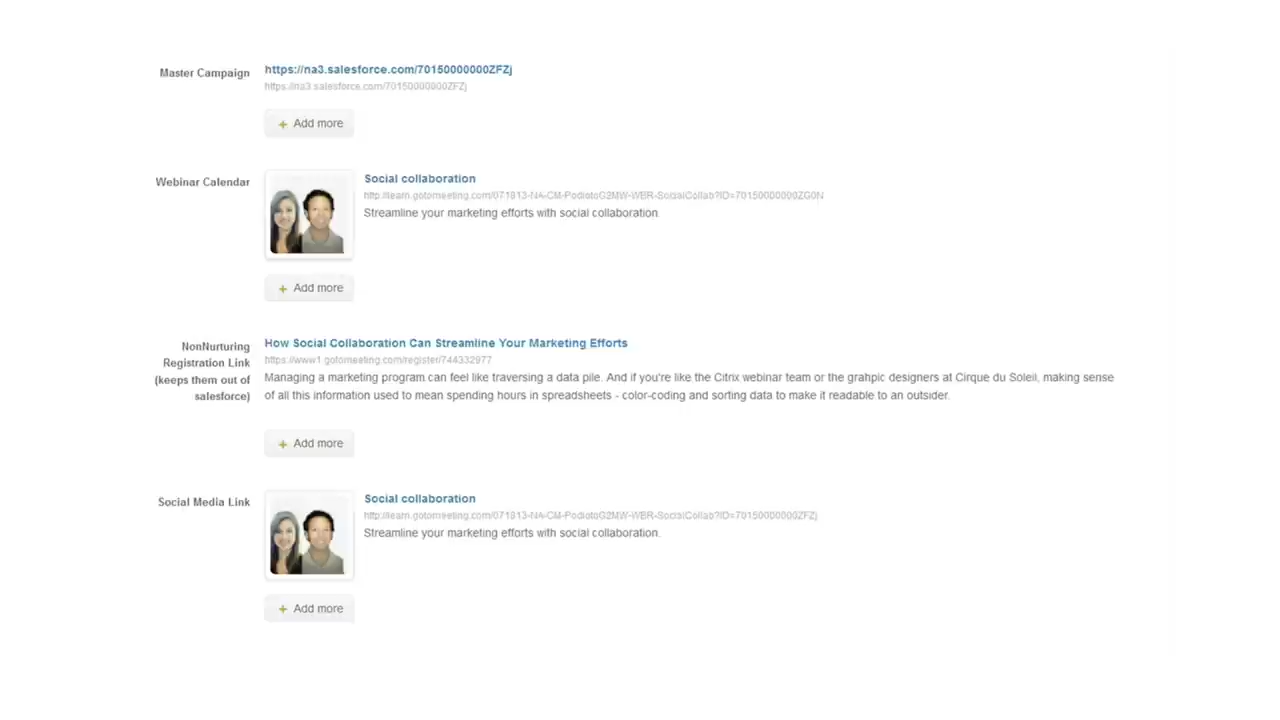 Master Campaign
https://na3.salesforce.com/70150000000ZFZj
https://na3.salesforce.com/70150000000ZFZj
+ Add more
Webinar Calendar
Social collaboration
http://learn.gotomeeting.com/071813-NA-CM-PodiotoG2MW-WBR-SocialCollab?ID=70150000000ZG0N
Streamline your marketing efforts with social collaboration.
+ Add more
NonNurturing
Registration Link
(keeps them out of
salesforce)
How Social Collaboration Can Streamline Your Marketing Efforts
https://www1.gotomeeting.com/register/744332977
Managing a marketing program can feel like traversing a data pile. And if you're like the Citrix webinar team or the grahpic designers at Cirque du Soleil, making sense
of all this information used to mean spending hours in spreadsheets - color-coding and sorting data to make it readable to an outsider.
+ Add more
Social Media Link
Social collaboration
http://learn.gotomeeting.com/071813-NA-CM-PodiotoG2MW-WBR-SocialCollab?ID=70150000000ZFZj
Streamline your marketing efforts with social collaboration.
+ Add more